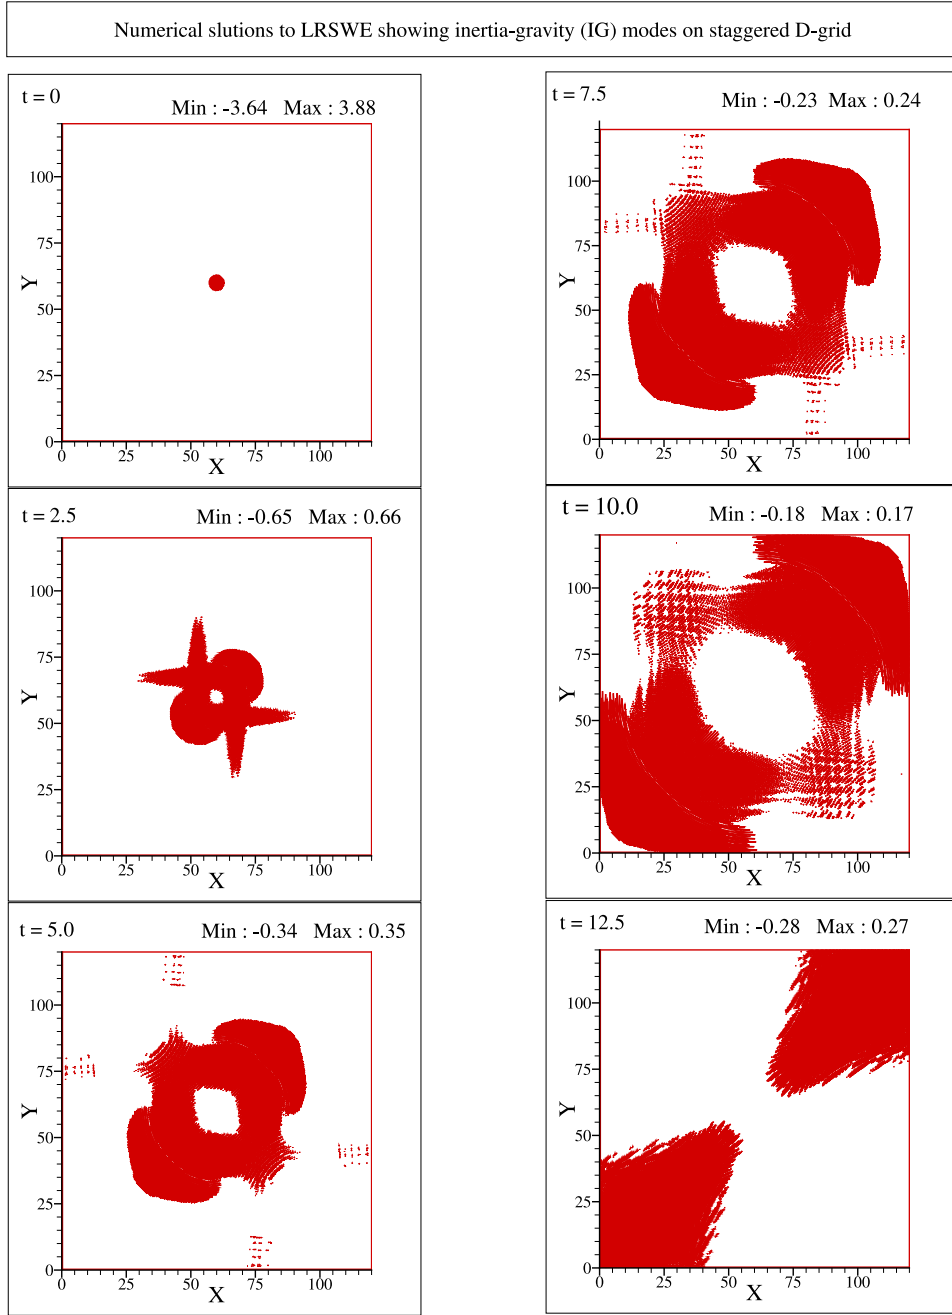 Numerical slutions to LRSWE showing inertia-gravity (IG) modes on staggered D-grid
t = 0
Min : -3.64 Max : 3.88
100
75
50
25
0
Y
0 25 50 75 100
X
t = 2.5
Min : -0.65 Max : 0.66
100
75
50
25
0
Y
0 25 50 75 100
X
t = 5.0
Min : -0.34 Max : 0.35
100
75
50
25
0
Y
0 25 50 75 100
X
t = 7.5
Min : -0.23 Max : 0.24
100
75
50
25
0
Y
0 25 50 75 100
X
t = 10.0
Min : -0.18 Max : 0.17
100
75
50
25
0
Y
0 25 50 75 100
X
t = 12.5
Min : -0.28 Max : 0.27
100
75
50
25
0
Y
0 25 50 75 100
X